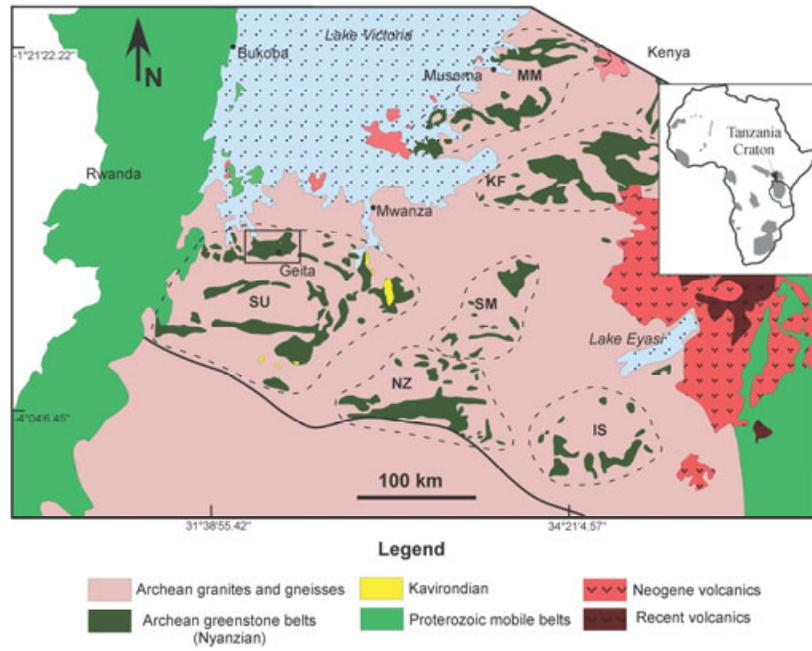 -1°21'22.22"
N
Bukoba
Lake Victoria
Musoma
MM
Kenya
Tanzania
Craton
Rwanda
KF
Mwanza
Geita
SU
SM
Lake Eyasi
NZ
-4°04'6.45"
IS
100 km
31°38'55.42"
34°21'4.57"
Legend
Archean granites and gneisses
Kavirondian
Neogene volcanics
Archean greenstone belts
(Nyanzian)
Proterozoic mobile belts
Recent volcanics